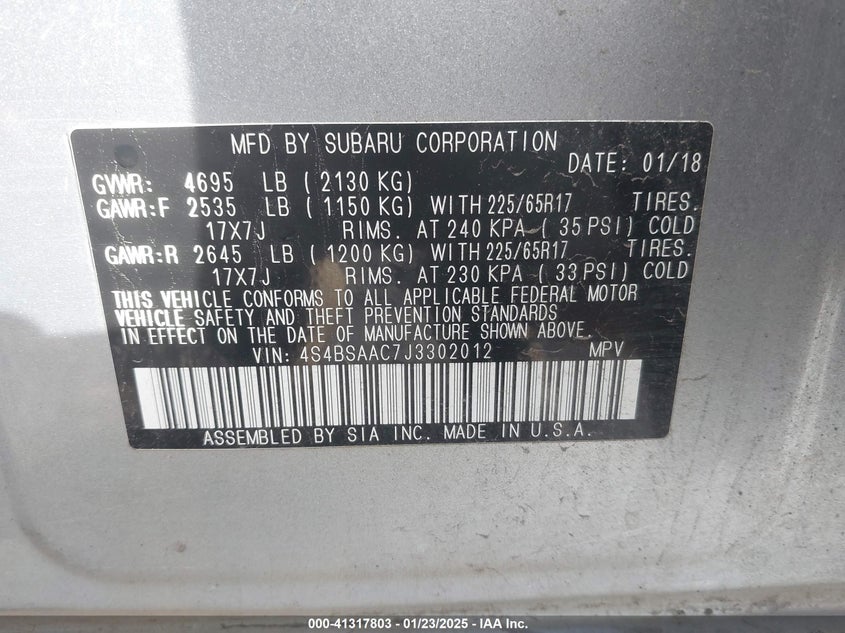 MFD BY SUBARU CORPORATION
DATE: 01/18
GVWR: 4695 LB ( 2130 KG)
GAWR:F 2535 LB ( 1150 KG) WITH 225/65R17 TIRES.
17X7J RIMS. AT 240 KPA ( 35 PSI) COLD
GAWR:R 2645 LB ( 1200 KG) WITH 225/65R17 TIRES.
17X7J RIMS. AT 230 KPA ( 33 PSI) COLD
THIS VEHICLE CONFORMS TO ALL APPLICABLE FEDERAL MOTOR
VEHICLE SAFETY AND THEFT PREVENTION STANDARDS
IN EFFECT ON THE DATE OF MANUFACTURE SHOWN ABOVE.
VIN: 4S4BSAAC7J3302012 MPV
ASSEMBLED BY SIA INC. MADE IN U.S.A.
000-41317803 — 01/23/2025 — IAA Inc.